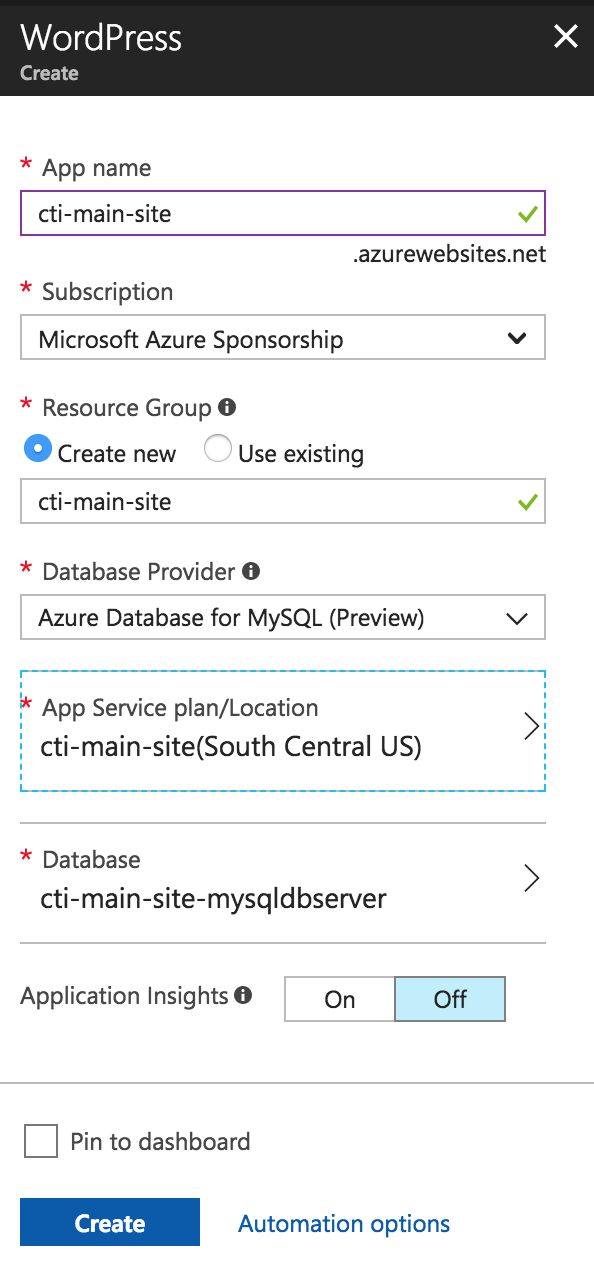 WordPress
Create
* App name
cti-main-site
.azurewebsites.net
* Subscription
Microsoft Azure Sponsorship
* Resource Group
Create new Use existing
cti-main-site
* Database Provider
Azure Database for MySQL (Preview)
* App Service plan/Location
cti-main-site(South Central US)
* Database
cti-main-site-mysqldbserver
Application Insights On Off
Pin to dashboard
Create Automation options